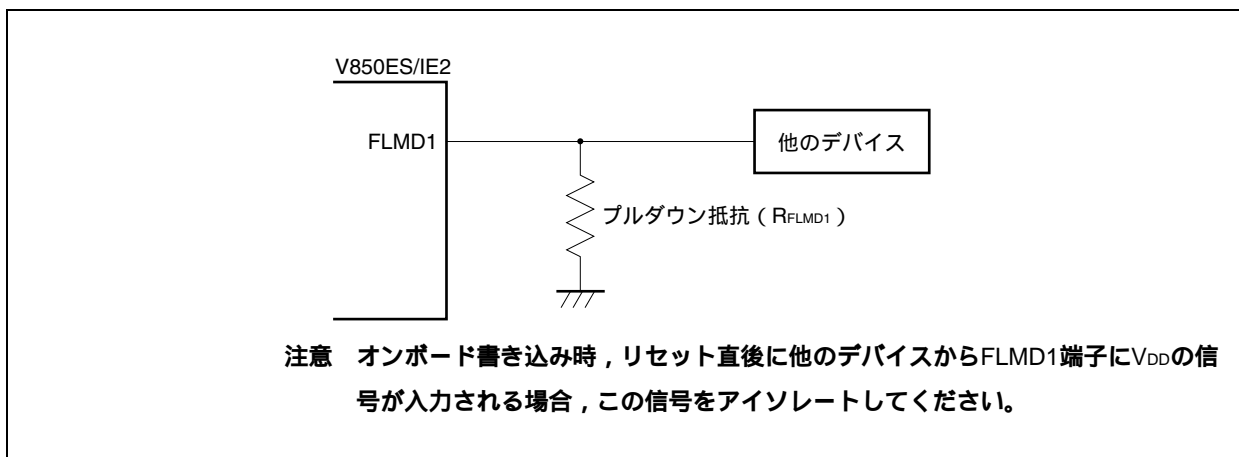 V850ES/IE2
FLMD1
他のデバイス
プルダウン抵抗（RFLMD1）
注意　オンボード書き込み時，リセット直後に他のデバイスからFLMD1端子にVDDの信
号が入力される場合，この信号をアイソレートしてください。